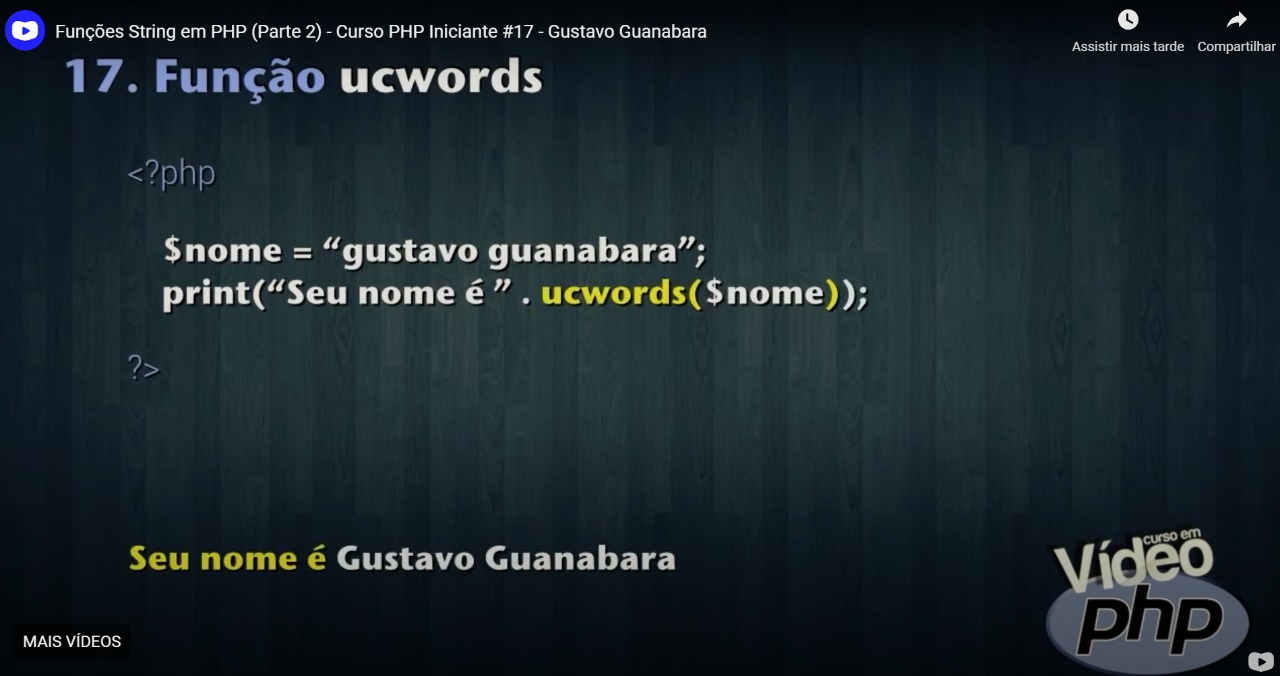 Funções String em PHP (Parte 2) - Curso PHP Iniciante #17 - Gustavo Guanabara
Assistir mais tarde
Compartilhar
17. Função ucwords
<?php
$nome = “gustavo guanabara”;
print(“Seu nome é ” . ucwords($nome));
?>
Seu nome é Gustavo Guanabara
curso em
Vídeo
php
MAIS VÍDEOS